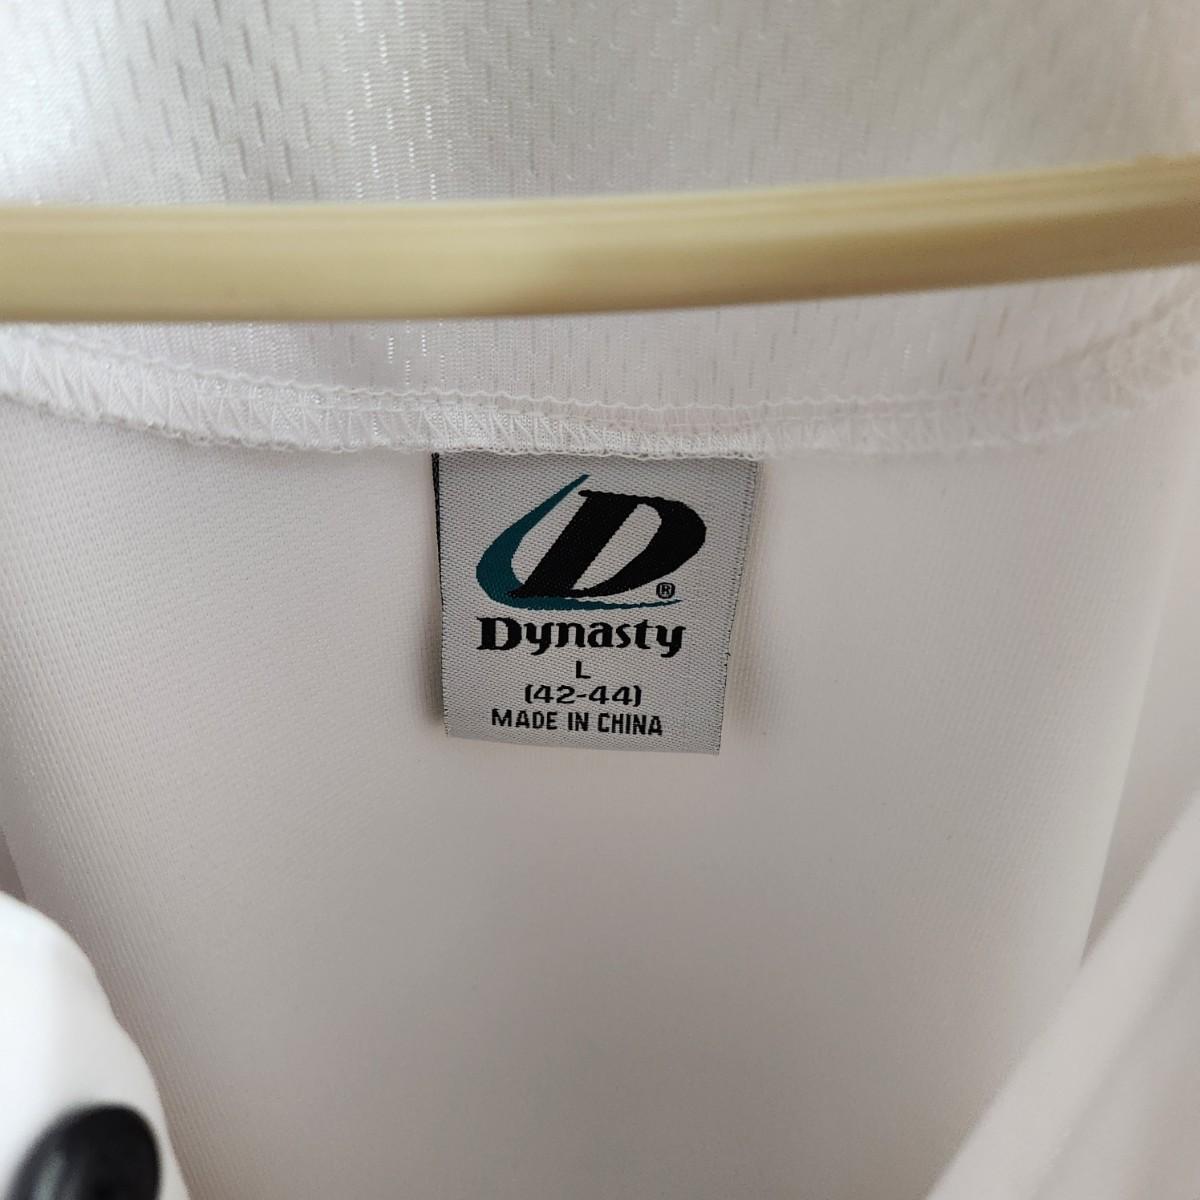 D®
Dynasty
L
(42-44)
MADE IN CHINA